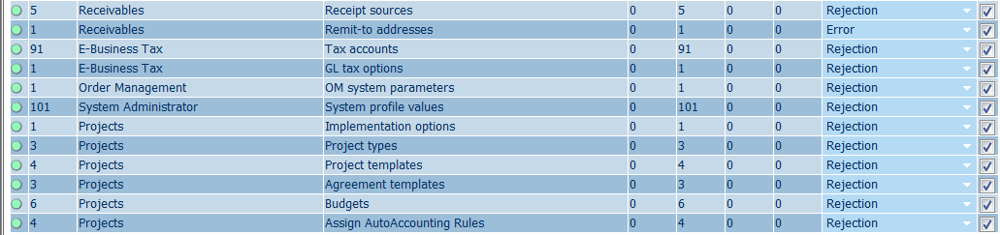 5 Receivables Receipt sources 0 5 0 0 Rejection
1 Receivables Remit-to addresses 0 1 0 0 Error
91 E-Business Tax Tax accounts 0 91 0 0 Rejection
1 E-Business Tax GL tax options 0 1 0 0 Rejection
1 Order Management OM system parameters 0 1 0 0 Rejection
101 System Administrator System profile values 0 101 0 0 Rejection
1 Projects Implementation options 0 1 0 0 Rejection
3 Projects Project types 0 3 0 0 Rejection
4 Projects Project templates 0 4 0 0 Rejection
3 Projects Agreement templates 0 3 0 0 Rejection
6 Projects Budgets 0 6 0 0 Rejection
4 Projects Assign AutoAccounting Rules 0 4 0 0 Rejection